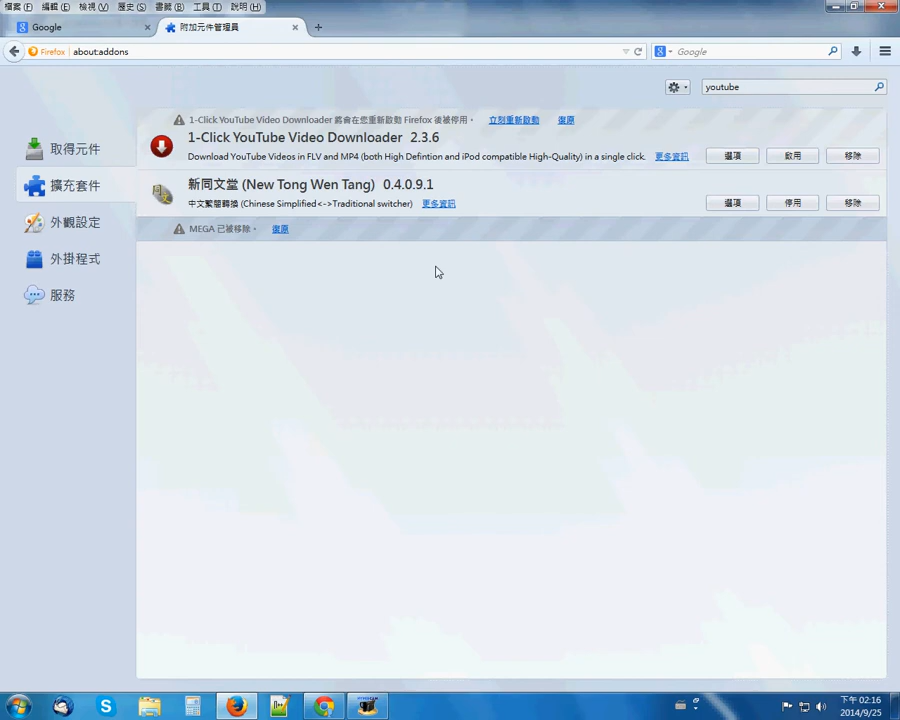 檔案(F) 編輯(E) 檢視(V) 歷史(S) 書籤(B) 工具(T) 說明(H)
Google
附加元件管理員
Firefox about:addons
Google
youtube
取得元件
擴充套件
外觀設定
外掛程式
服務
1-Click YouTube Video Downloader 將會在您重新啟動 Firefox 後被停用。 立刻重新啟動 復原
1-Click YouTube Video Downloader 2.3.6
Download YouTube Videos in FLV and MP4 (both High Defintion and iPod compatible High-Quality) in a single click. 更多資訊
選項 啟用 移除
新同文堂 (New Tong Wen Tang) 0.4.0.9.1
中文繁簡轉換 (Chinese Simplified<->Traditional switcher) 更多資訊
選項 停用 移除
MEGA 已被移除。 復原
下午 02:16
2014/9/25